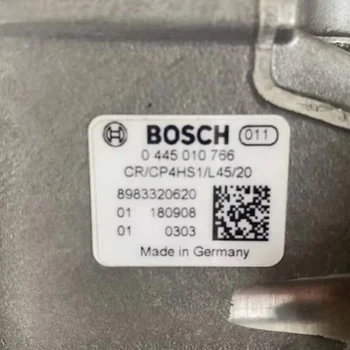 BOSCH 011
0 445 010 766
CR/CP4HS1/L45/20
8983320620
01 180908
01 0303
Made in Germany